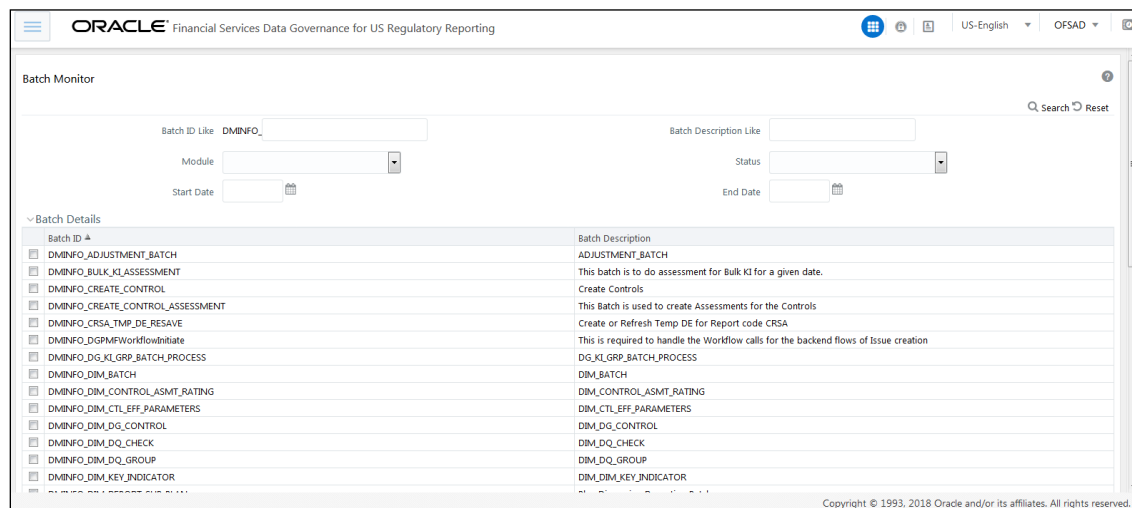 ORACLE® Financial Services Data Governance for US Regulatory Reporting
US-English OFSAD
Batch Monitor
Search Reset
Batch ID Like DMINFO_ Batch Description Like
Module Status
Start Date End Date
Batch Details
Batch ID Batch Description
DMINFO_ADJUSTMENT_BATCH ADJUSTMENT_BATCH
DMINFO_BULK_KI_ASSESSMENT This batch is to do assessment for Bulk KI for a given date.
DMINFO_CREATE_CONTROL Create Controls
DMINFO_CREATE_CONTROL_ASSESSMENT This Batch is used to create Assessments for the Controls
DMINFO_CRSA_TMP_DE_RESAVE Create or Refresh Temp DE for Report code CRSA
DMINFO_DGPMFWorkflowInitiate This is required to handle the Workflow calls for the backend flows of Issue creation
DMINFO_DG_KI_GRP_BATCH_PROCESS DG_KI_GRP_BATCH_PROCESS
DMINFO_DIM_BATCH DIM_BATCH
DMINFO_DIM_CONTROL_ASMT_RATING DIM_CONTROL_ASMT_RATING
DMINFO_DIM_CTL_EFF_PARAMETERS DIM_CTL_EFF_PARAMETERS
DMINFO_DIM_DG_CONTROL DIM_DG_CONTROL
DMINFO_DIM_DQ_CHECK DIM_DQ_CHECK
DMINFO_DIM_DQ_GROUP DIM_DQ_GROUP
DMINFO_DIM_KEY_INDICATOR DIM_DIM_KEY_INDICATOR
Copyright © 1993, 2018 Oracle and/or its affiliates. All rights reserved.